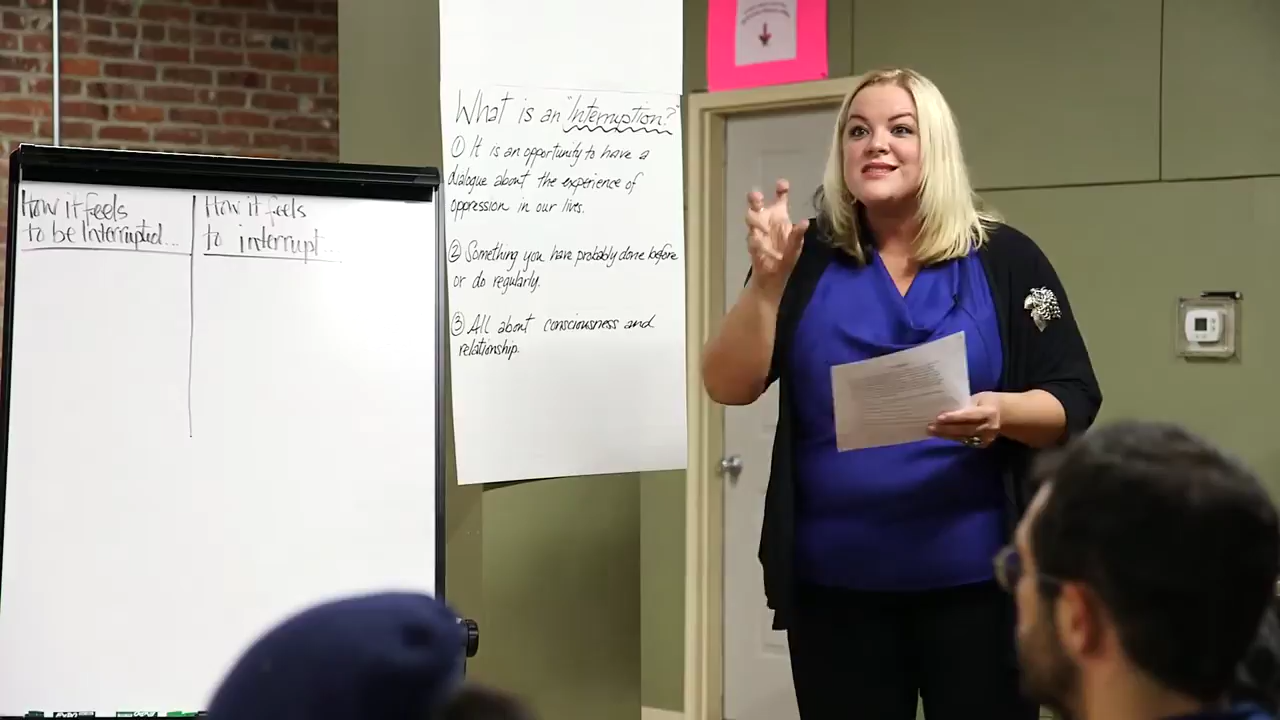 How it feels
to be Interrupted...
How it feels
to interrupt...
What is an "Interruption?"
① It is an opportunity to have a
dialogue about the experience of
oppression in our lives.
② Something you have probably done before
or do regularly.
③ All about consciousness and
relationship.